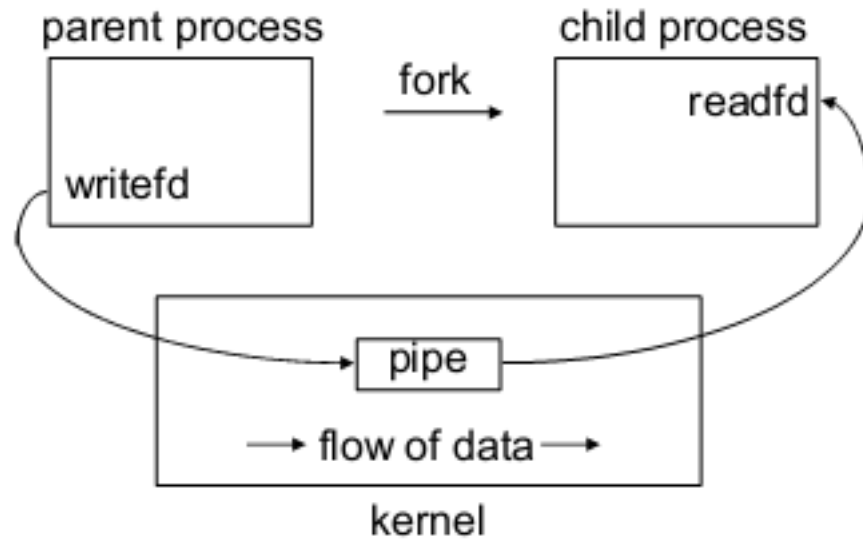 parent process
child process
fork
readfd
writefd
pipe
flow of data
kernel